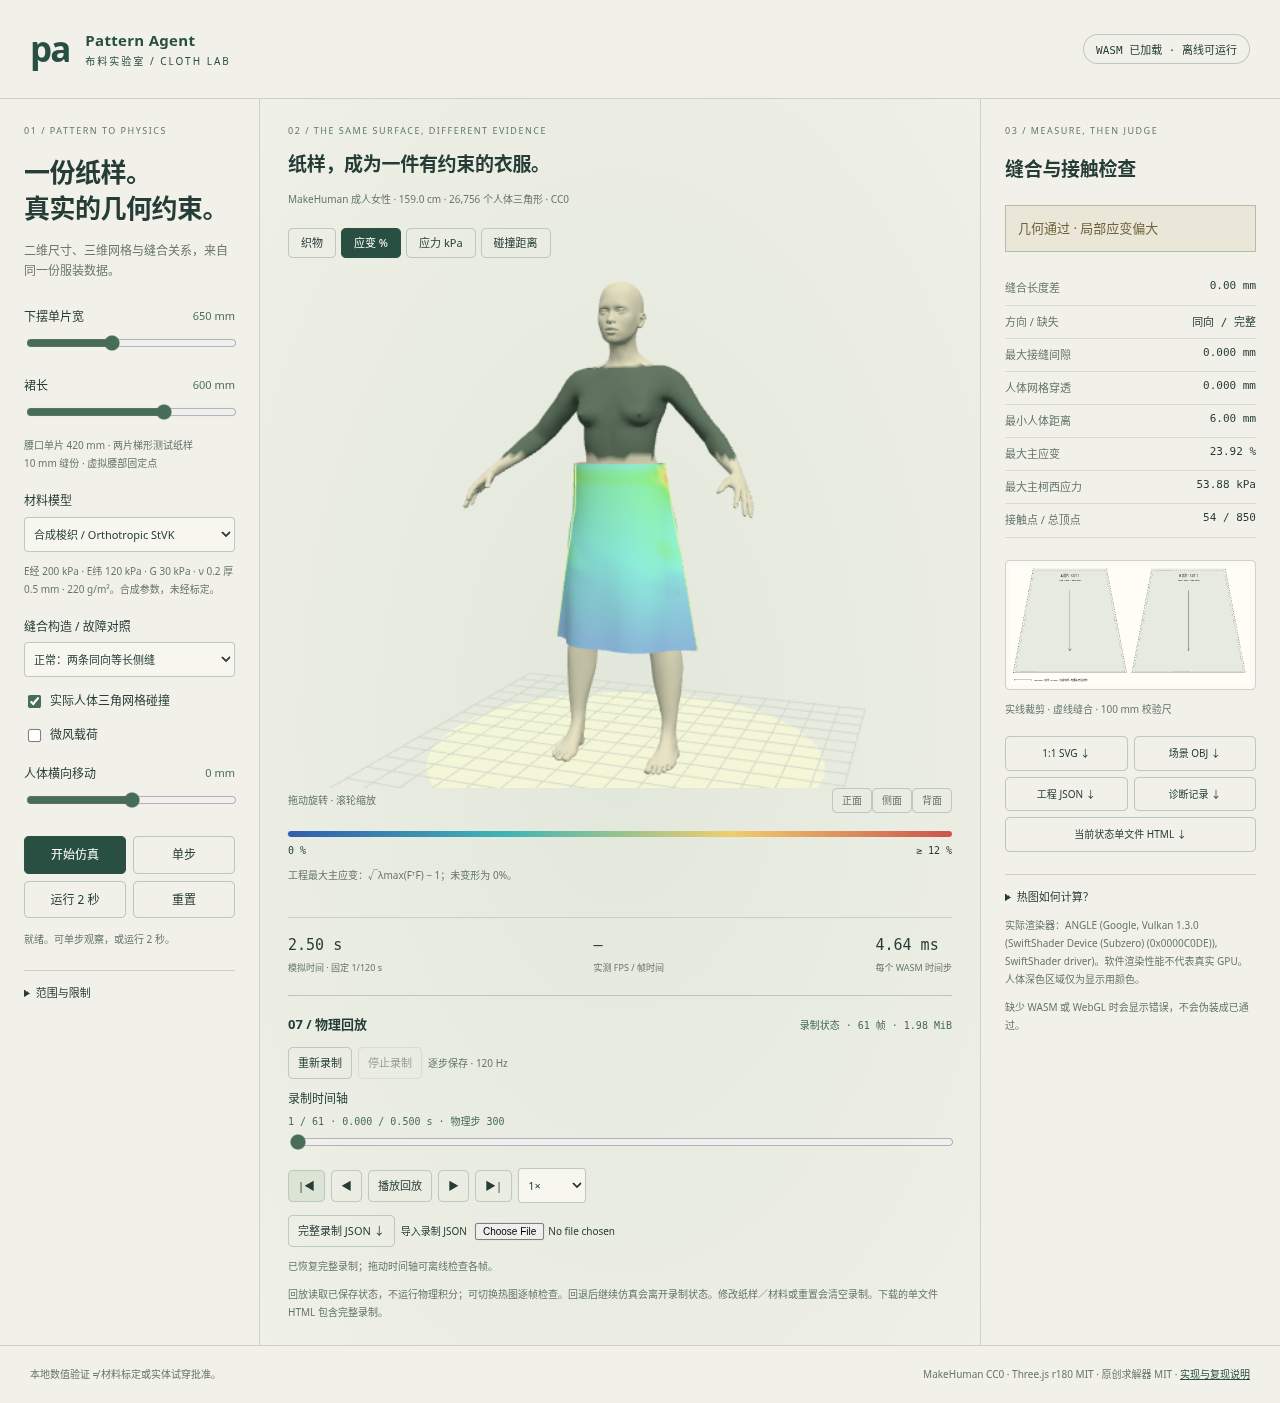 pa
Pattern Agent
布料实验室 / CLOTH LAB
WASM 已加载 · 离线可运行
01 / PATTERN TO PHYSICS
一份纸样。
真实的几何约束。
二维尺寸、三维网格与缝合关系，来自
同一份服装数据。
下摆单片宽
650 mm
裙长
600 mm
腰口单片 420 mm · 两片梯形测试纸样
10 mm 缝份 · 虚拟腰部固定点
材料模型
合成梭织 / Orthotropic StVK
E经 200 kPa · E纬 120 kPa · G 30 kPa · ν 0.2 厚
0.5 mm · 220 g/m²。合成参数，未经标定。
缝合构造 / 故障对照
正常：两条同向等长侧缝
实际人体三角网格碰撞
微风载荷
人体横向移动
0 mm
开始仿真
单步
运行 2 秒
重置
就绪。可单步观察，或运行 2 秒。
▶ 范围与限制
02 / THE SAME SURFACE, DIFFERENT EVIDENCE
纸样，成为一件有约束的衣服。
MakeHuman 成人女性 · 159.0 cm · 26,756 个人体三角形 · CC0
织物
应变 %
应力 kPa
碰撞距离
拖动旋转 · 滚轮缩放
正面
侧面
背面
0 %
≥ 12 %
工程最大主应变：√λmax(FᵀF) − 1；未变形为 0%。
2.50 s
模拟时间 · 固定 1/120 s
—
实测 FPS / 帧时间
4.64 ms
每个 WASM 时间步
07 / 物理回放
录制状态 · 61 帧 · 1.98 MiB
重新录制
停止录制
逐步保存 · 120 Hz
录制时间轴
1 / 61 · 0.000 / 0.500 s · 物理步 300
|◀
◀
播放回放
▶
▶|
1×
完整录制 JSON ↓
导入录制 JSON
Choose File
No file chosen
已恢复完整录制；拖动时间轴可离线检查各帧。
回放读取已保存状态，不运行物理积分；可切换热图逐帧检查。回退后继续仿真会离开录制状态。修改纸样／材料或重置会清空录制。下载的单文件
HTML 包含完整录制。
03 / MEASURE, THEN JUDGE
缝合与接触检查
几何通过 · 局部应变偏大
缝合长度差
0.00 mm
方向 / 缺失
同向 / 完整
最大接缝间隙
0.000 mm
人体网格穿透
0.000 mm
最小人体距离
6.00 mm
最大主应变
23.92 %
最大主柯西应力
53.88 kPa
接触点 / 总顶点
54 / 850
实线裁剪 · 虚线缝合 · 100 mm 校验尺
1:1 SVG ↓
场景 OBJ ↓
工程 JSON ↓
诊断记录 ↓
当前状态单文件 HTML ↓
▶ 热图如何计算？
实际渲染器：ANGLE (Google, Vulkan 1.3.0
(SwiftShader Device (Subzero) (0x0000C0DE)),
SwiftShader driver)。软件渲染性能不代表真实 GPU。
人体深色区域仅为显示用颜色。
缺少 WASM 或 WebGL 时会显示错误，不会伪装成已通
过。
本地数值验证 ≠ 材料标定或实体试穿批准。
MakeHuman CC0 · Three.js r180 MIT · 原创求解器 MIT · 实现与复现说明